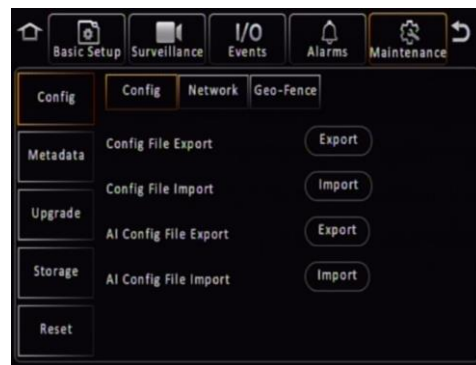 I/O
Basic Setup Surveillance Events Alarms Maintenance
Config
Config Network Geo-Fence
Config File Export Export
Metadata
Config File Import Import
Upgrade
AI Config File Export Export
Storage
AI Config File Import Import
Reset